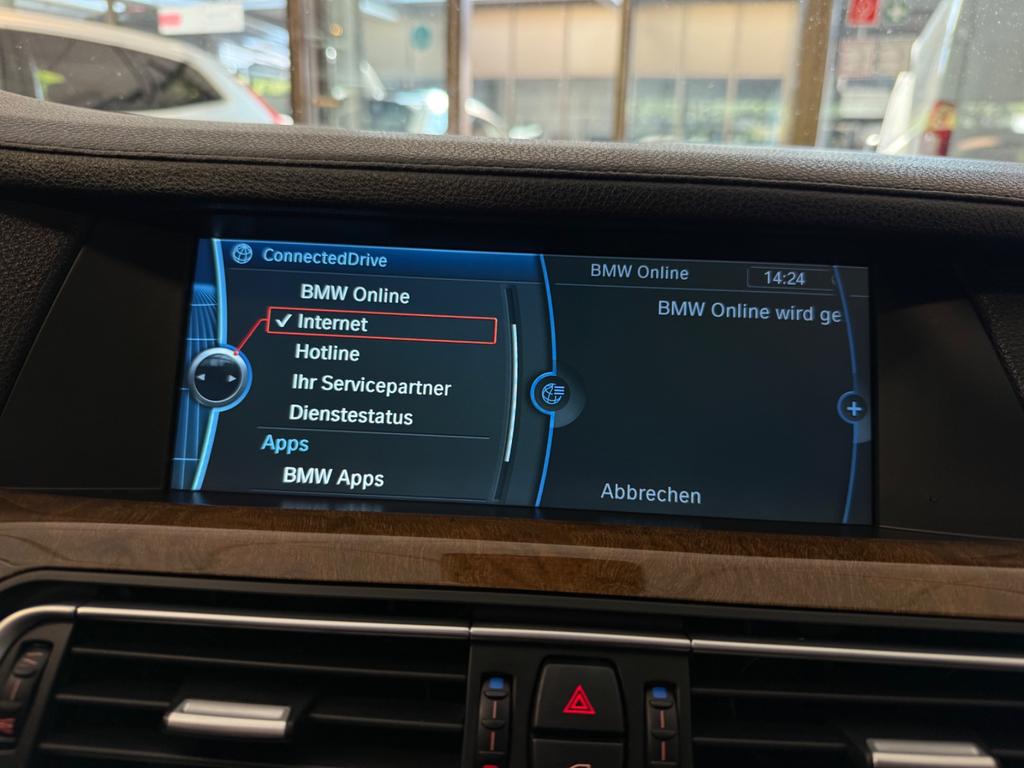 ConnectedDrive
BMW Online
✓ Internet
Hotline
Ihr Servicepartner
Dienstestatus
Apps
BMW Apps
BMW Online
14:24
BMW Online wird ge
Abbrechen